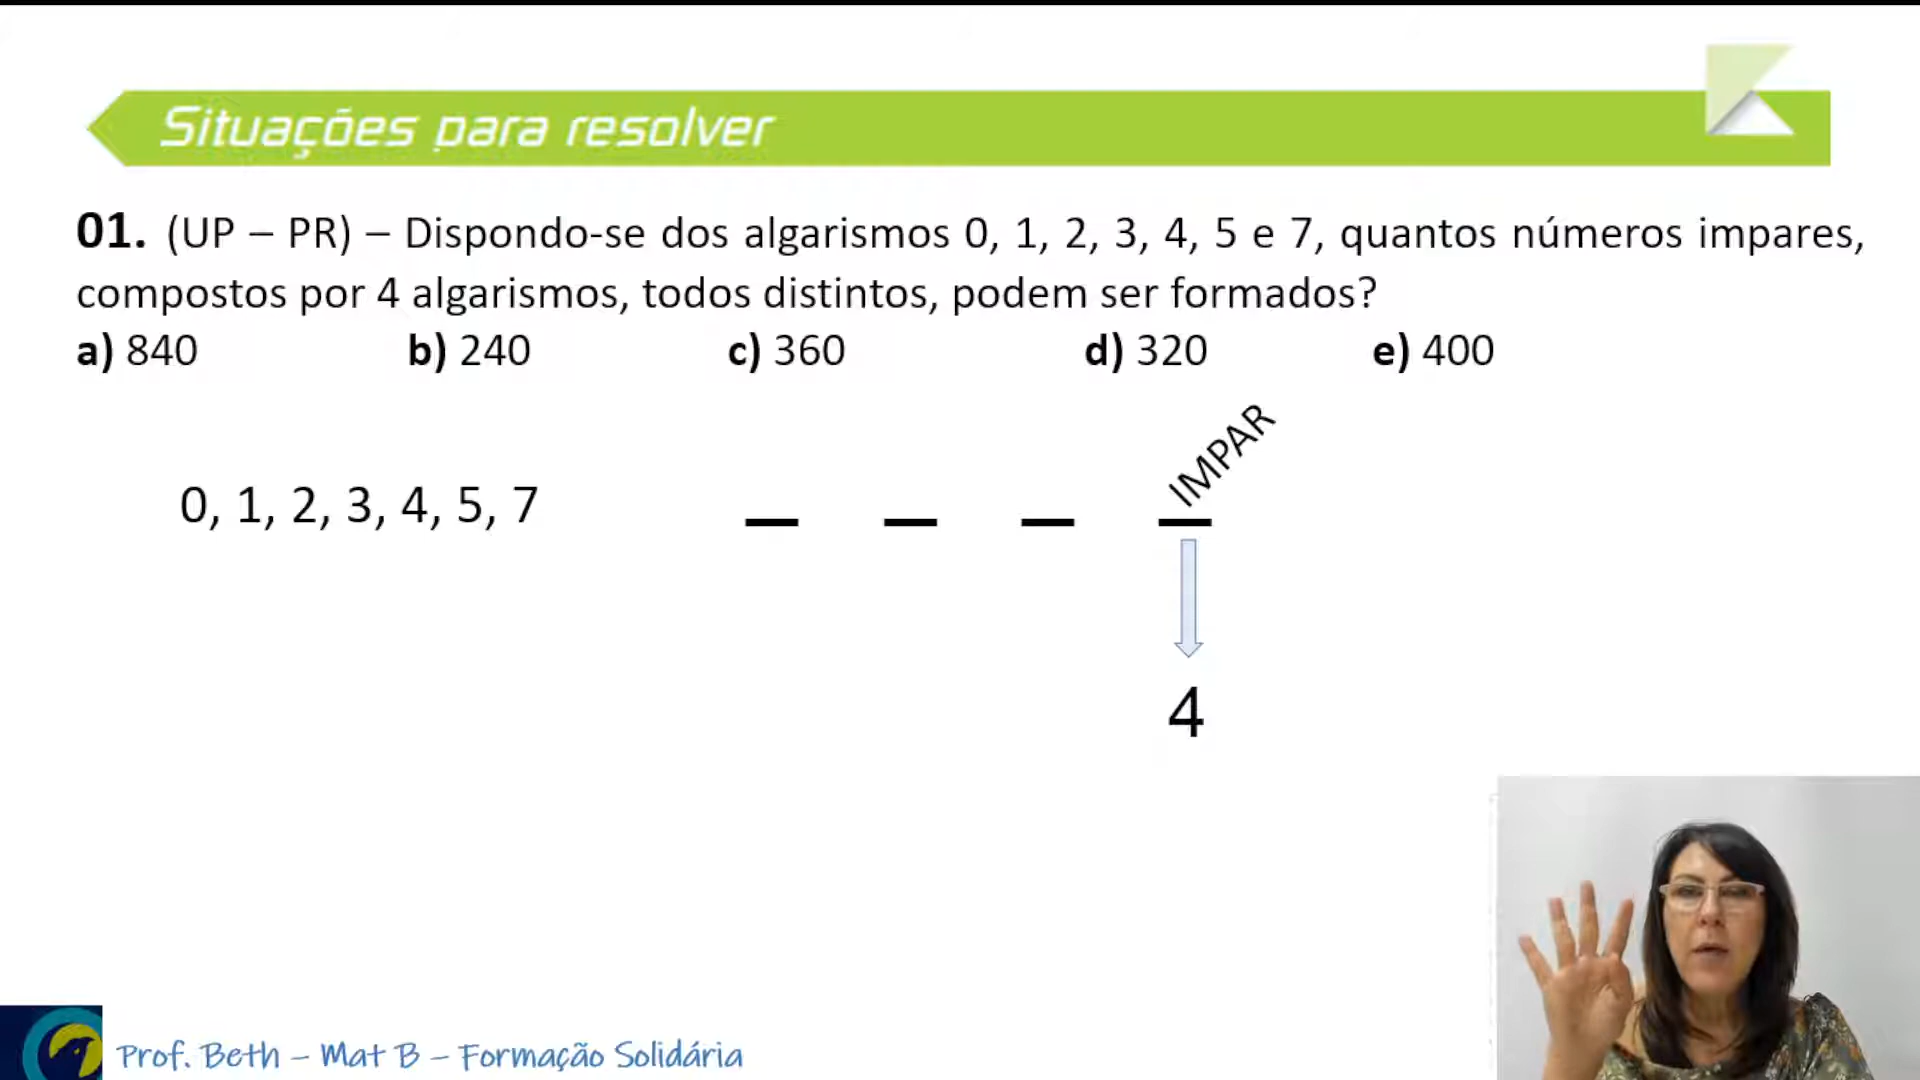 Situações para resolver
01. (UP – PR) – Dispondo-se dos algarismos 0, 1, 2, 3, 4, 5 e 7, quantos números impares,
compostos por 4 algarismos, todos distintos, podem ser formados?
a) 840 b) 240 c) 360 d) 320 e) 400
IMPAR
0, 1, 2, 3, 4, 5, 7 _ _ _ _
4
Prof. Beth – Mat B – Formação Solidária